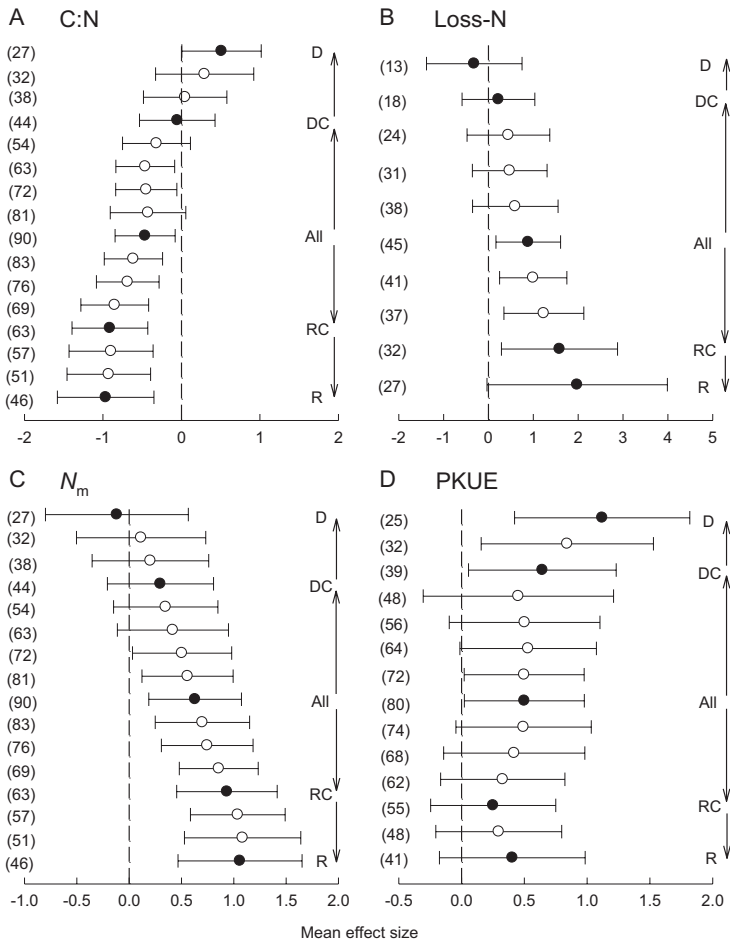 A C:N
(27) D
(32)
(38)
(44) DC
(54)
(63)
(72)
(81)
(90) All
(83)
(76)
(69)
(63) RC
(57)
(51)
(46) R
-2 -1 0 1 2
B Loss-N
(13) D
(18) DC
(24)
(31)
(38)
(45) All
(41)
(37)
(32) RC
(27) R
-2 -1 0 1 2 3 4 5
C Nm
(27) D
(32)
(38)
(44) DC
(54)
(63)
(72)
(81)
(90) All
(83)
(76)
(69)
(63) RC
(57)
(51)
(46) R
-1.0 -0.5 0.0 0.5 1.0 1.5 2.0
D PKUE
(25) D
(32)
(39) DC
(48)
(56)
(64)
(72)
(80) All
(74)
(68)
(62)
(55) RC
(48)
(41) R
-0.5 0.0 0.5 1.0 1.5 2.0
Mean effect size